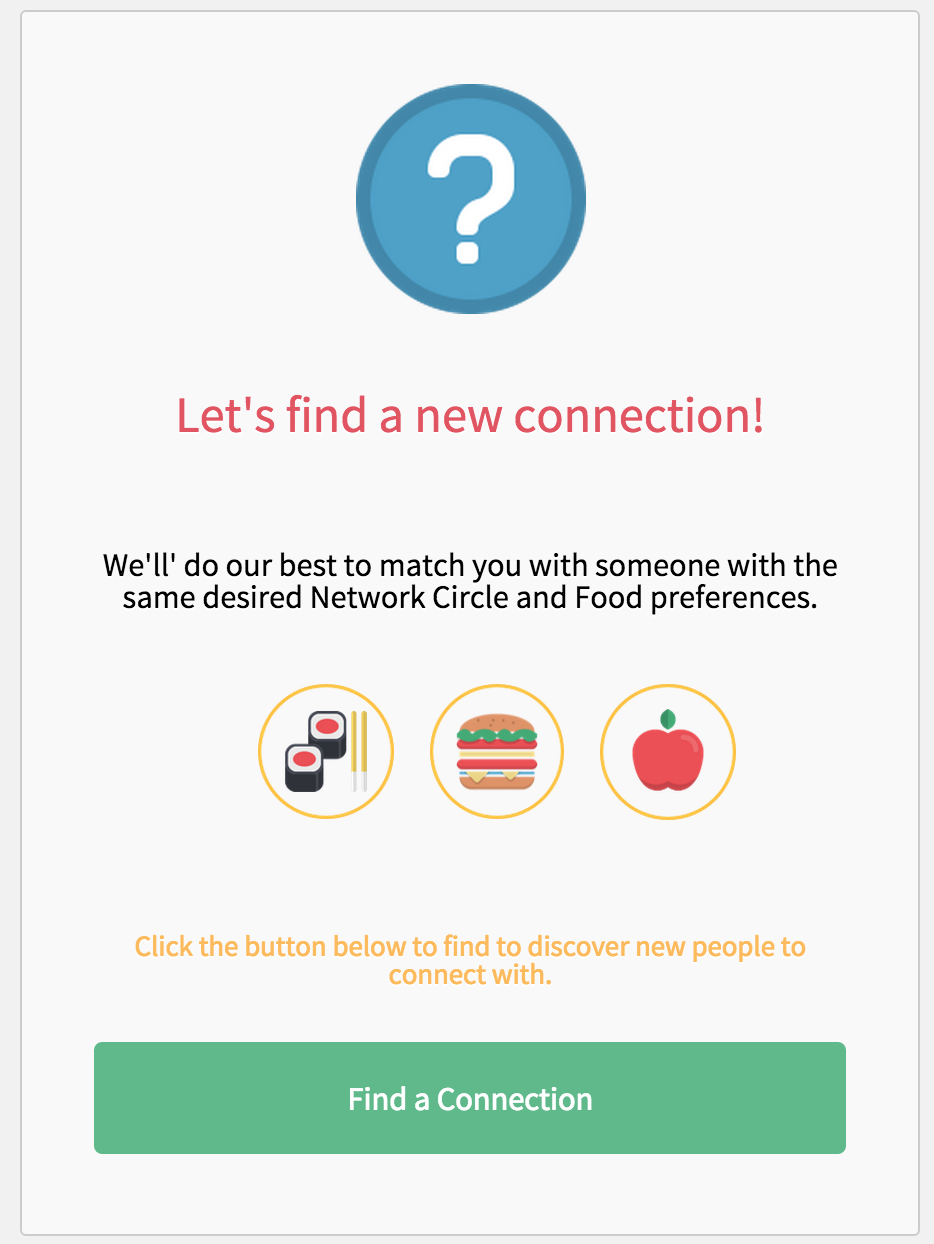 ?
Let's find a new connection!
We'll' do our best to match you with someone with the
same desired Network Circle and Food preferences.
Click the button below to find to discover new people to
connect with.
Find a Connection